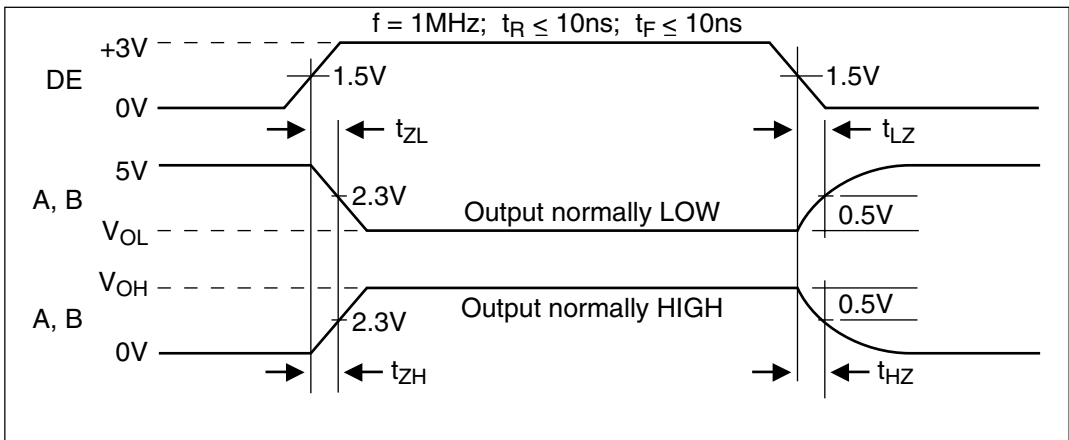 f = 1MHz; tR ≤ 10ns; tF ≤ 10ns
+3V
DE
1.5V
1.5V
0V
tZL
tLZ
5V
A, B
2.3V
Output normally LOW
0.5V
VOL
VOH
A, B
2.3V
Output normally HIGH
0.5V
0V
tZH
tHZ